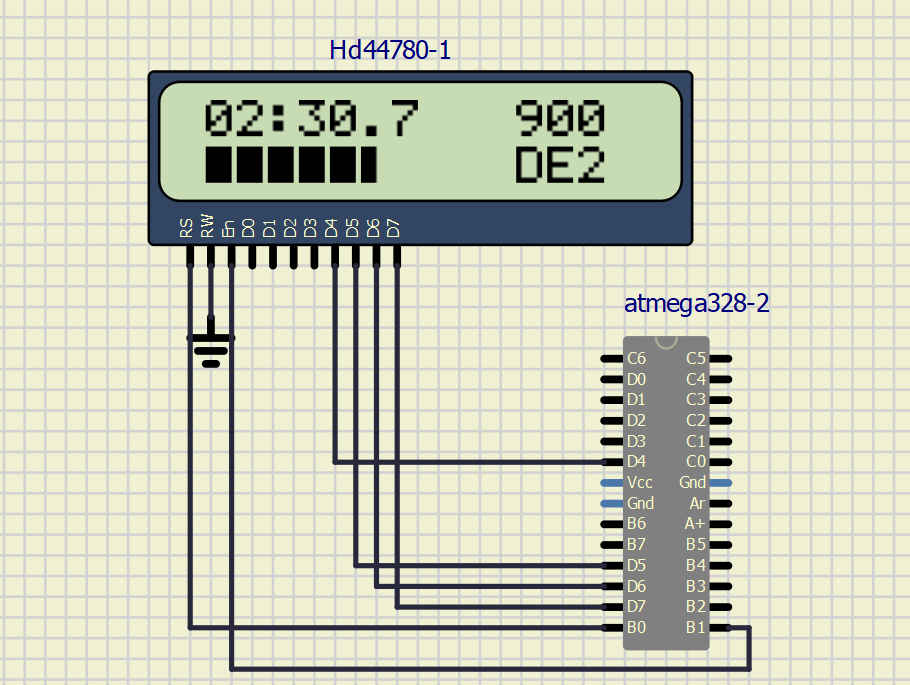 Hd44780-1
02:30.7 900
DE2
RS RW En D0 D1 D2 D3 D4 D5 D6 D7
atmega328-2
C6 C5
D0 C4
D1 C3
D2 C2
D3 C1
D4 C0
Vcc Gnd
Gnd Ar
B6 A+
B7 B5
D5 B4
D6 B3
D7 B2
B0 B1